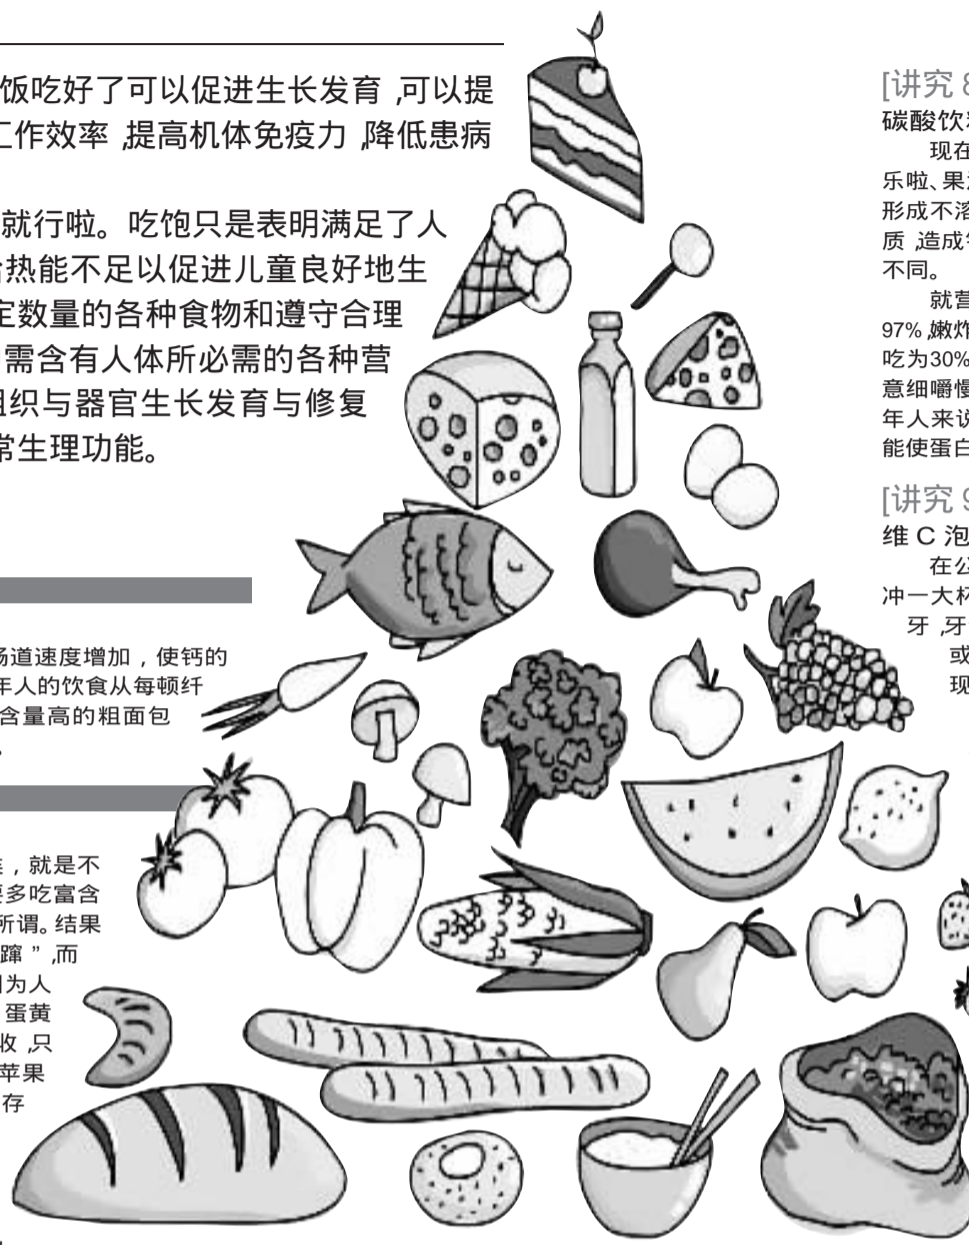 饭吃好了可以促进生长发育,可以提
工作效率,提高机体免疫力,降低患病
就行啦。吃饱只是表明满足了人
热能不足以促进儿童良好地生
定数量的各种食物和遵守合理
需含有人体所必需的各种营
组织与器官生长发育与修复
常生理功能。
肠道速度增加,使钙的
年人的饮食从每顿纤
含量高的粗面包
,就是不
要多吃富含
所谓。结果
蹿”,而
因为人
蛋黄
收,只
苹果
存
[讲究 8
碳酸饮料
现在
乐啦、果汁
形成不溶
质,造成钙
不同。
就营
97%,嫩炸
吃为30%
意细嚼慢
年人来说
能使蛋白
[讲究 9
维 C 泡
在公
冲一大杯
牙,牙
或
现